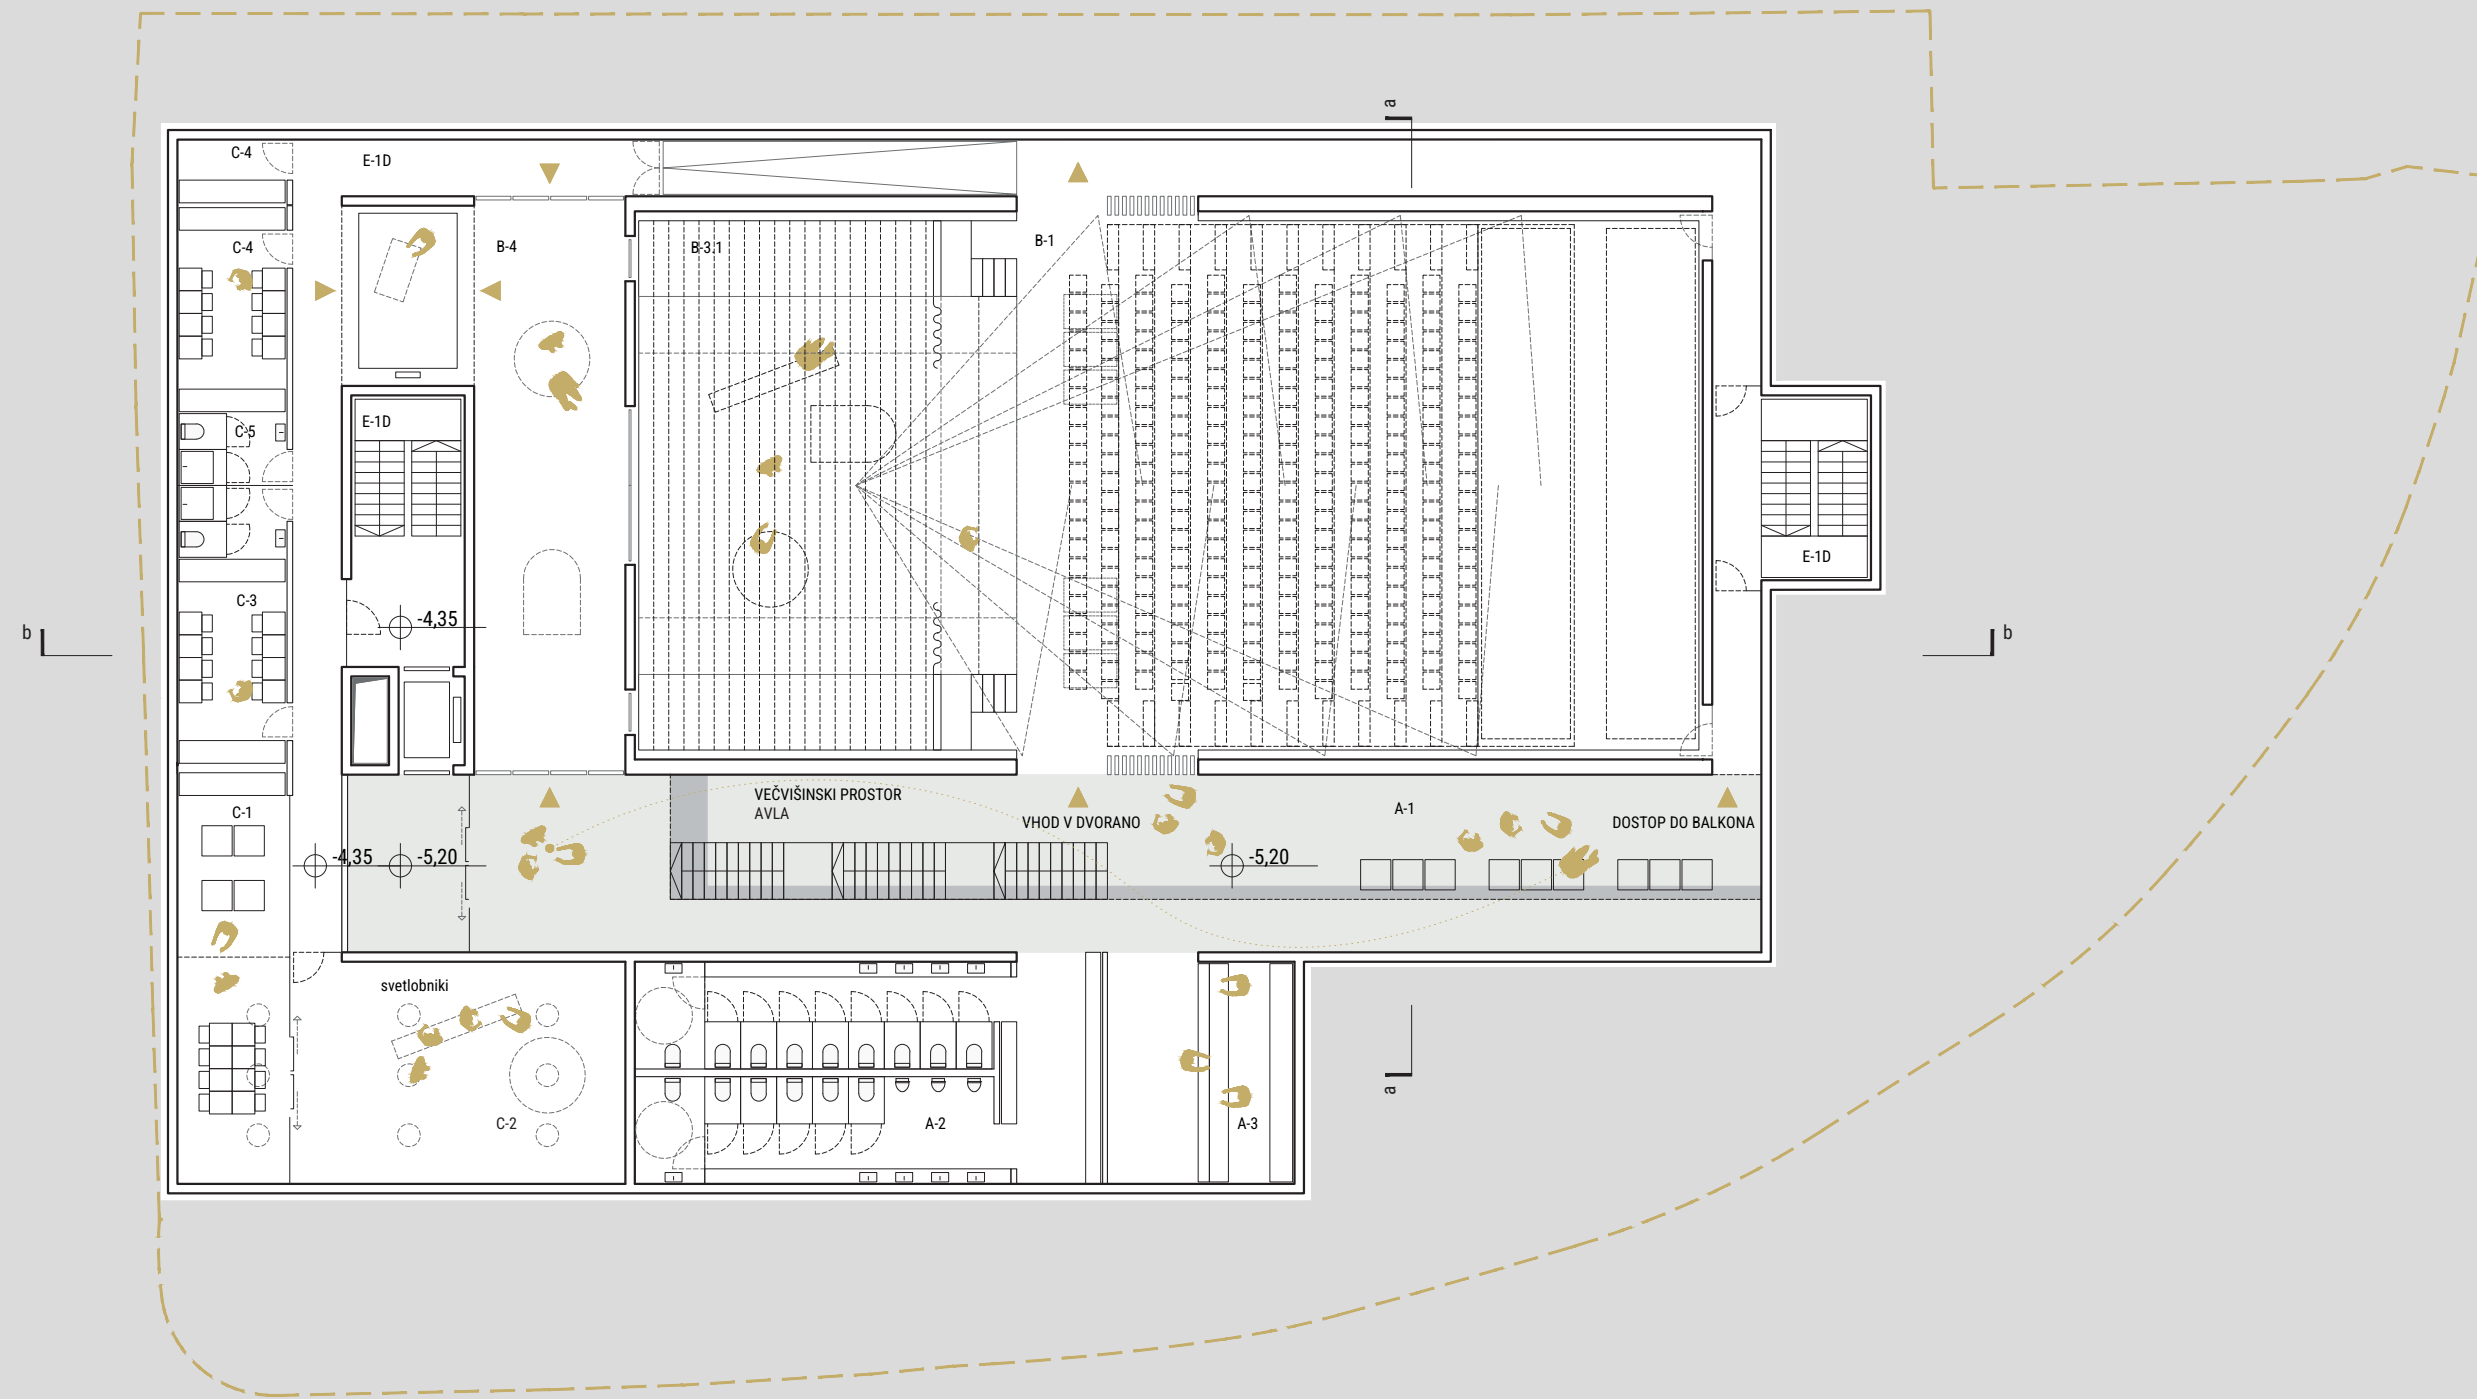 a
C-4
E-1D
C-4
B-4
B-3.1
B-1
E-1D
C-5
E-1D
C-3
-4,35
b
b
VEČVIŠINSKI PROSTOR
AVLA
C-1
VHOD V DVORANO
A-1
DOSTOP DO BALKONA
-4,35
-5,20
-5,20
svetlobniki
C-2
A-2
A-3
a